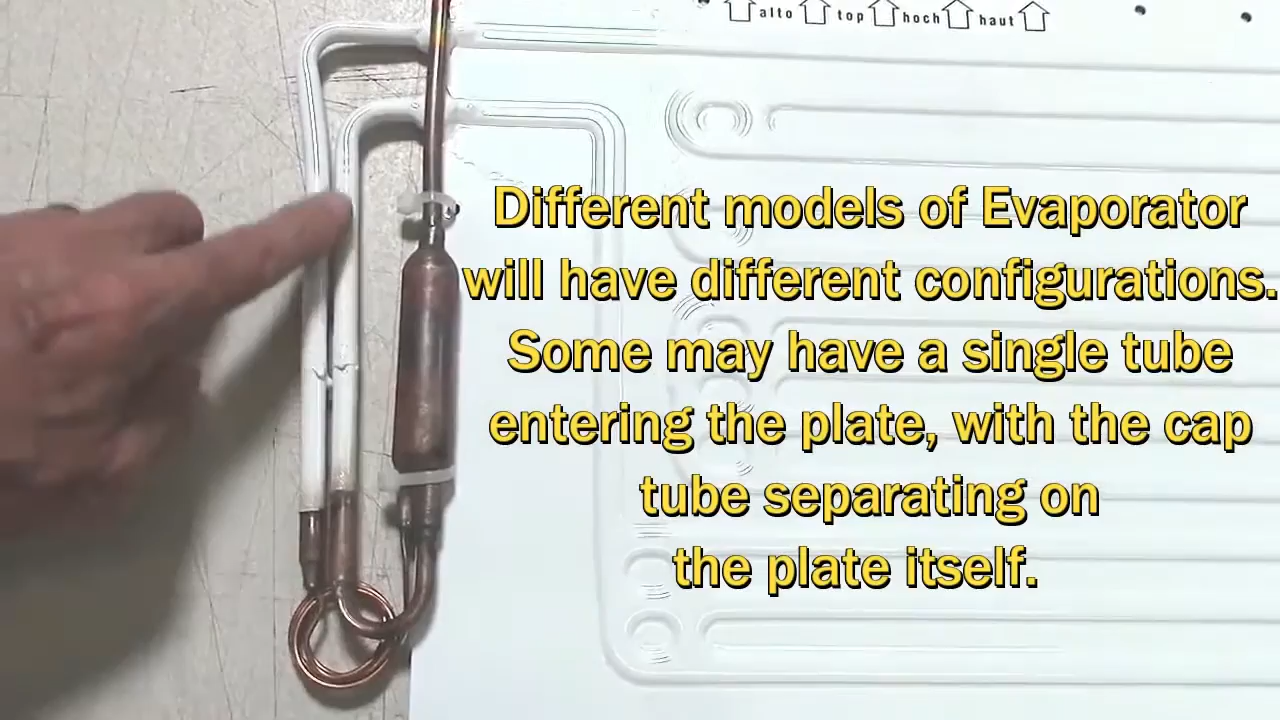 alto top hoch haut
Different models of Evaporator
will have different configurations.
Some may have a single tube
entering the plate, with the cap
tube separating on
the plate itself.